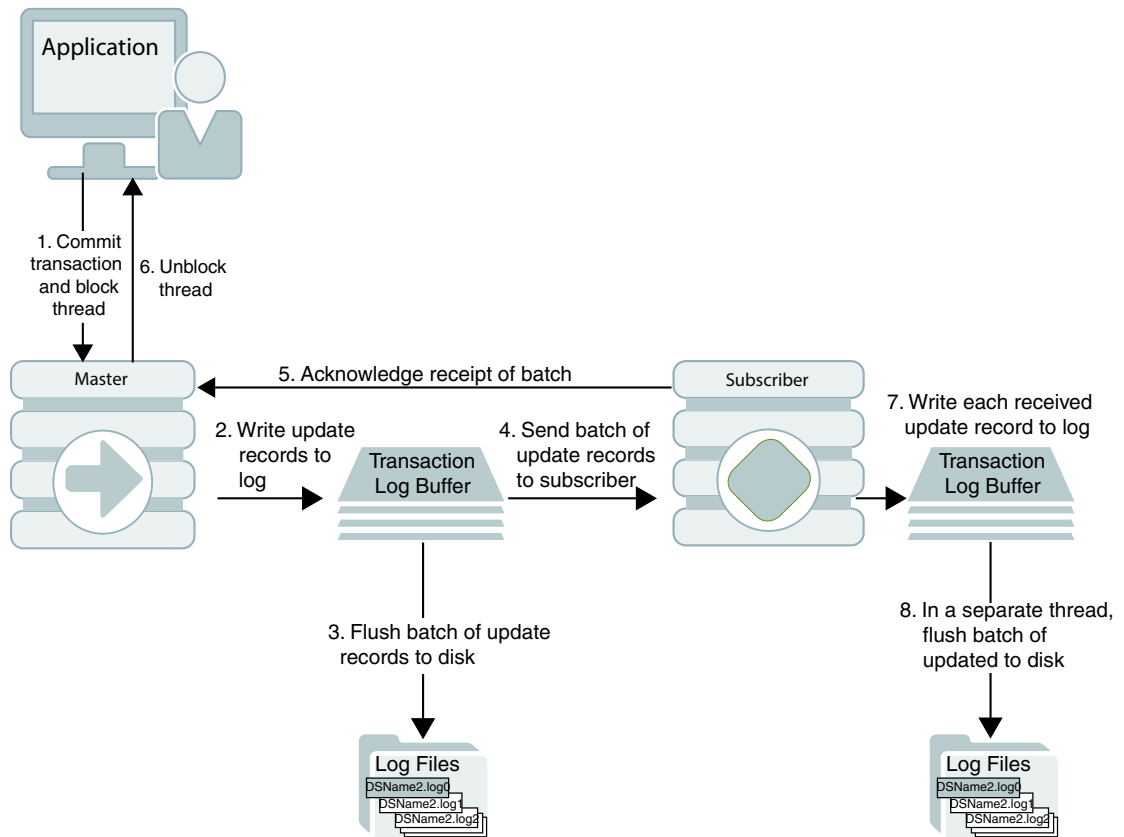 Application
1. Commit
transaction
and block
thread
6. Unblock
thread
Master
5. Acknowledge receipt of batch
Subscriber
2. Write update
records to
log
Transaction
Log Buffer
4. Send batch of
update records
to subscriber
7. Write each received
update record to log
Transaction
Log Buffer
3. Flush batch of update
records to disk
8. In a separate thread,
flush batch of
updated to disk
Log Files
DSName2.log0
DSName2.log1
DSName2.log2
Log Files
DSName2.log0
DSName2.log1
DSName2.log2